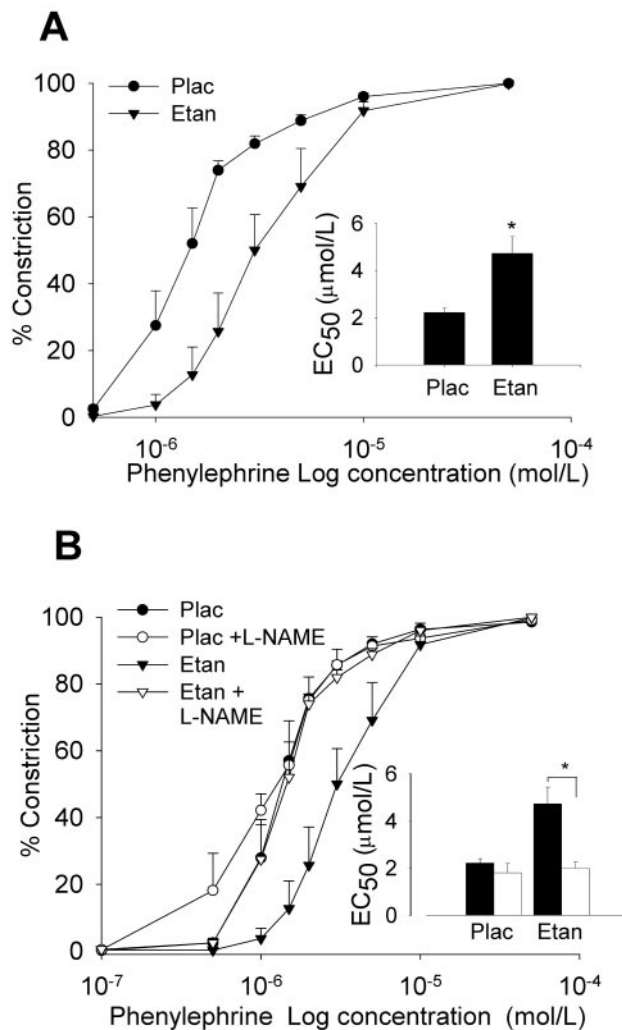 A
Plac
Etan
100
80
60
40
20
0
% Constriction
10-6
10-5
10-4
Phenylephrine Log concentration (mol/L)
EC50 (μmol/L)
6
4
2
0
*
Plac
Etan
B
Plac
Plac +L-NAME
Etan
Etan +
L-NAME
100
80
60
40
20
0
% Constriction
10-7
10-6
10-5
10-4
Phenylephrine Log concentration (mol/L)
EC50 (μmol/L)
6
4
2
0
*
Plac
Etan